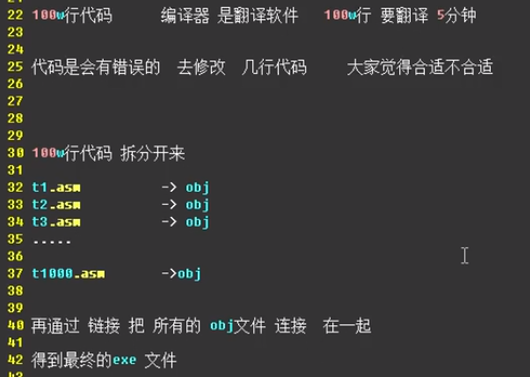 22 100w行代码 编译器 是翻译软件 100w行 要翻译 5分钟
23
24
25 代码是会有错误的 去修改 几行代码 大家觉得合适不合适
26
27
28
29
30 100w行代码 拆分开来
31
32 t1.asm -> obj
33 t2.asm -> obj
34 t3.asm -> obj
35 .....
36
37 t1000.asm ->obj
38
39
40 再通过 链接 把 所有的 obj文件 连接 在一起
41
42 得到最终的exe 文件